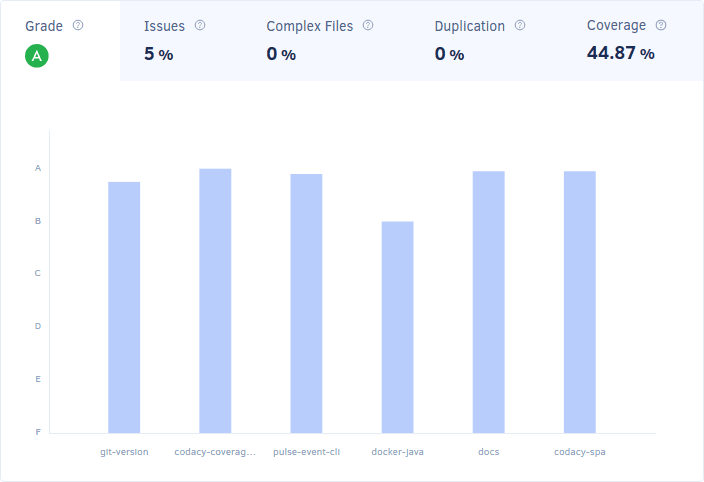 Grade Issues Complex Files Duplication Coverage
A 5 % 0 % 0 % 44.87 %
A
B
C
D
E
F
git-version codacy-coverag... pulse-event-cli docker-java docs codacy-spa